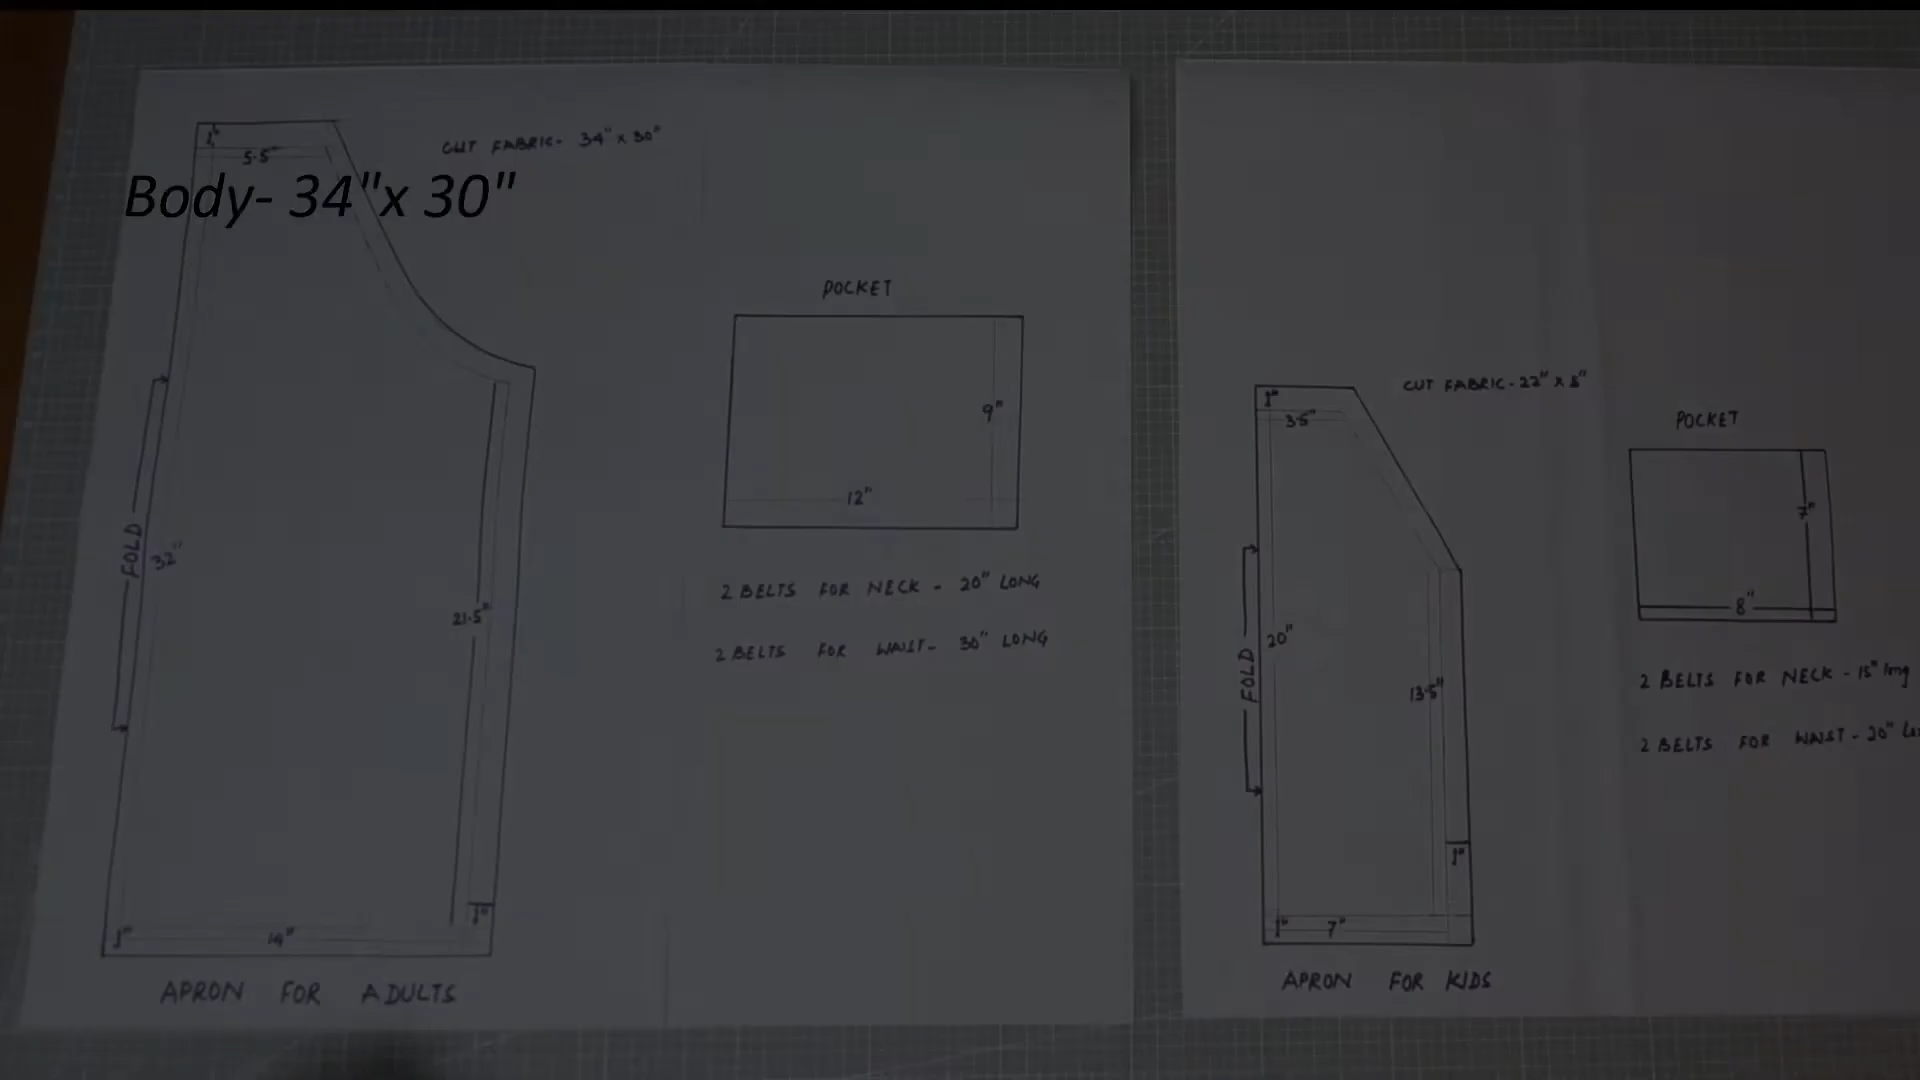 1"
5.5"
CUT FABRIC- 34" x 30"
Body- 34"x 30"
POCKET
9"
12"
FOLD
32"
21.5"
2 BELTS FOR NECK - 20" LONG
2 BELTS FOR WAIST- 30" LONG
1"
1"
14"
APRON FOR ADULTS
1"
3.5"
CUT FABRIC-22" x 8"
POCKET
7"
8"
FOLD
20"
13.5"
2 BELTS FOR NECK - 15" long
2 BELTS FOR WAIST - 20"
1"
1"
7"
APRON FOR KIDS